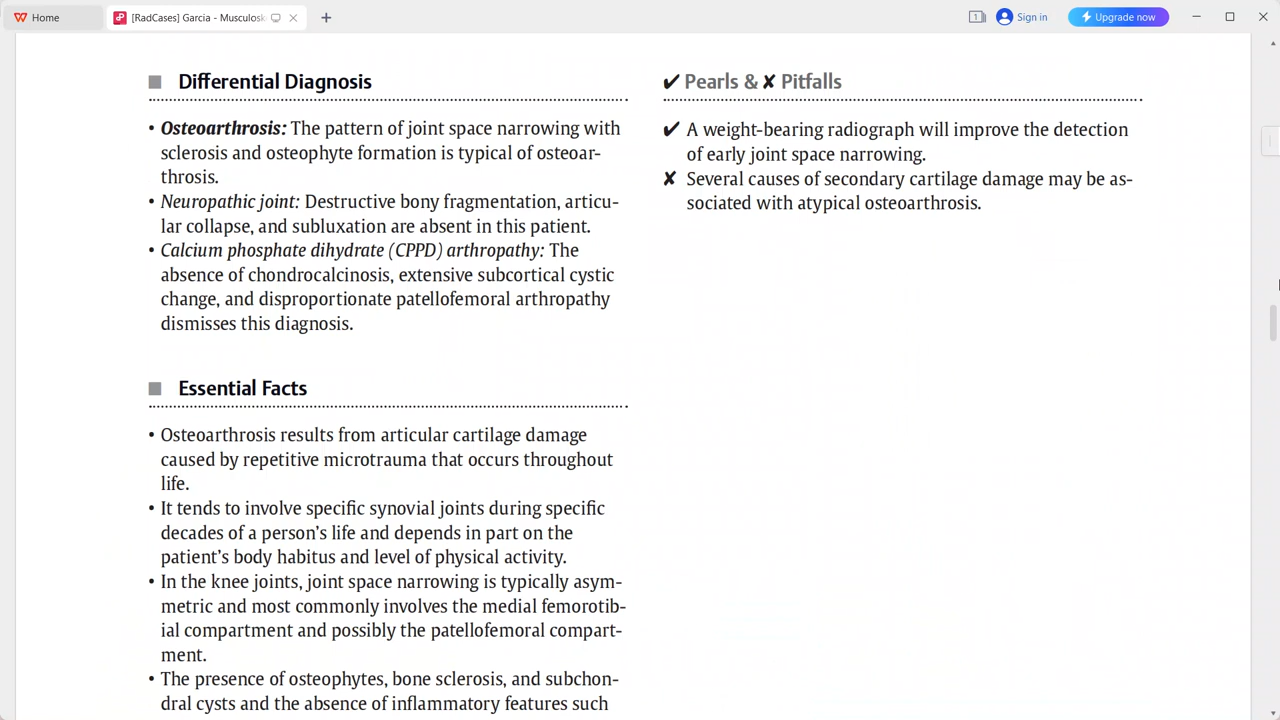 Home
[RadCases] Garcia - Musculosk
1
Sign in
Upgrade now
Differential Diagnosis
• Osteoarthrosis: The pattern of joint space narrowing with
sclerosis and osteophyte formation is typical of osteoar-
throsis.
• Neuropathic joint: Destructive bony fragmentation, articu-
lar collapse, and subluxation are absent in this patient.
• Calcium phosphate dihydrate (CPPD) arthropathy: The
absence of chondrocalcinosis, extensive subcortical cystic
change, and disproportionate patellofemoral arthropathy
dismisses this diagnosis.
Essential Facts
• Osteoarthrosis results from articular cartilage damage
caused by repetitive microtrauma that occurs throughout
life.
• It tends to involve specific synovial joints during specific
decades of a person's life and depends in part on the
patient's body habitus and level of physical activity.
• In the knee joints, joint space narrowing is typically asym-
metric and most commonly involves the medial femorotib-
ial compartment and possibly the patellofemoral compart-
ment.
• The presence of osteophytes, bone sclerosis, and subchon-
dral cysts and the absence of inflammatory features such
✔ Pearls & ✘ Pitfalls
✔ A weight-bearing radiograph will improve the detection
of early joint space narrowing.
✘ Several causes of secondary cartilage damage may be as-
sociated with atypical osteoarthrosis.